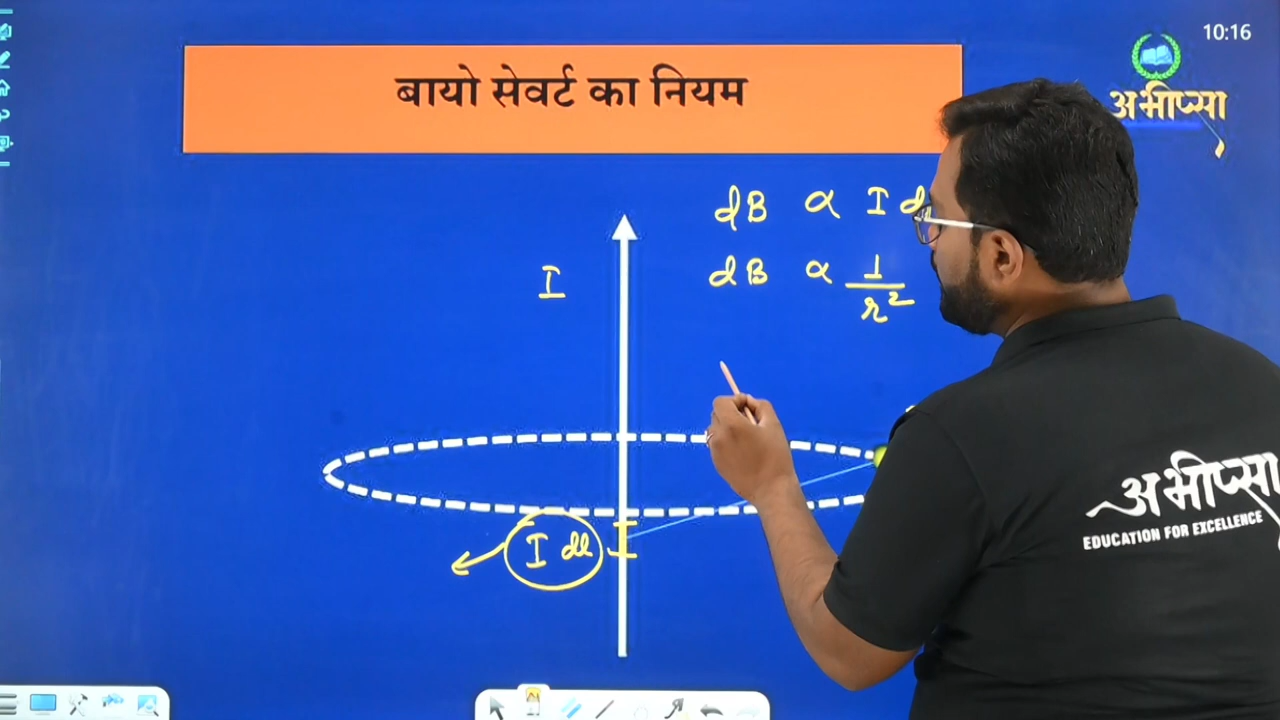 10:16
बायो सेवर्ट का नियम
अभीप्सा
dB ∝ I d
I
dB ∝ 1/r²
I dl
अभीप्सा
EDUCATION FOR EXCELLENCE